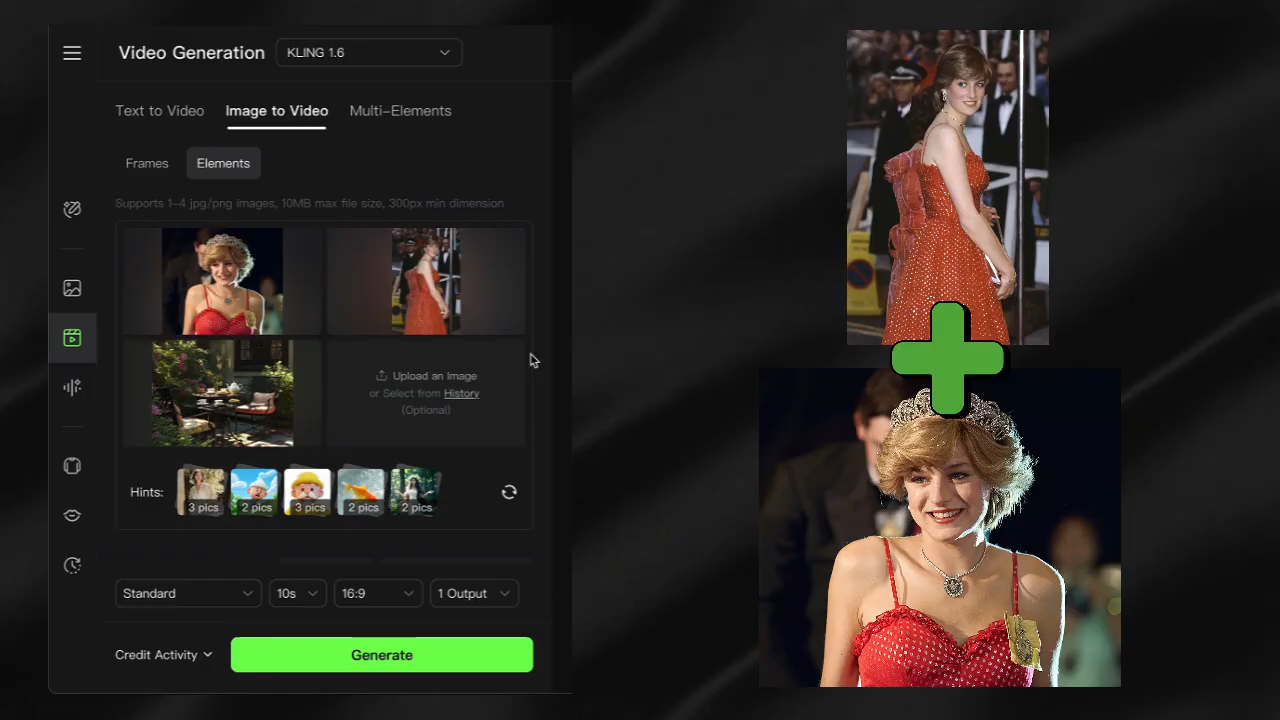 Video Generation
KLING 1.6
Text to Video
Image to Video
Multi-Elements
Frames
Elements
Supports 1-4 jpg/png images, 10MB max file size, 300px min dimension
Upload an Image
or Select from History
(Optional)
Hints:
3 pics
2 pics
3 pics
2 pics
2 pics
Standard
10s
16:9
1 Output
Credit Activity
Generate